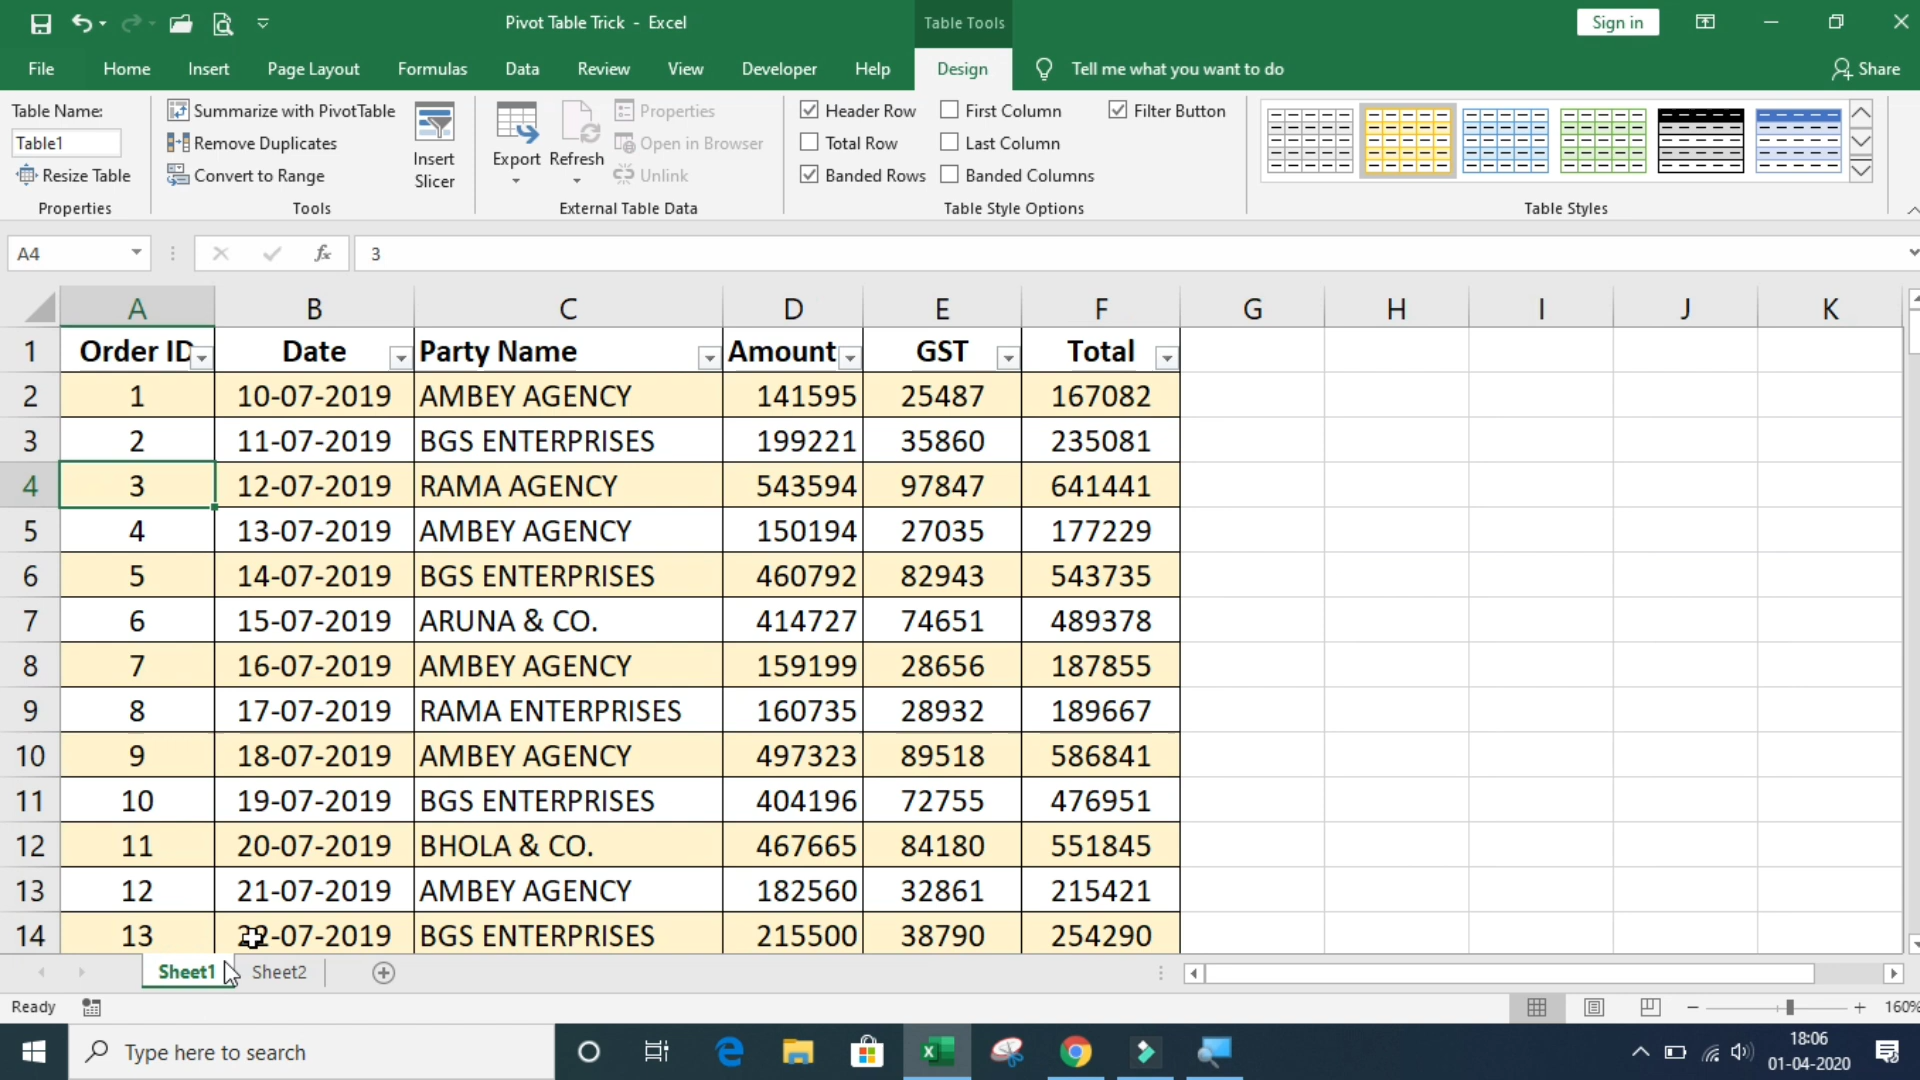 Pivot Table Trick - Excel
Table Tools
Sign in
File Home Insert Page Layout Formulas Data Review View Developer Help Design Tell me what you want to do Share
Table Name:
Table1
Resize Table
Properties
Summarize with PivotTable
Remove Duplicates
Convert to Range
Insert Slicer
Tools
Export Refresh
Properties
Open in Browser
Unlink
External Table Data
Header Row First Column Filter Button
Total Row Last Column
Banded Rows Banded Columns
Table Style Options
Table Styles
A4 fx 3
A B C D E F G H I J K
1 Order ID Date Party Name Amount GST Total
2 1 10-07-2019 AMBEY AGENCY 141595 25487 167082
3 2 11-07-2019 BGS ENTERPRISES 199221 35860 235081
4 3 12-07-2019 RAMA AGENCY 543594 97847 641441
5 4 13-07-2019 AMBEY AGENCY 150194 27035 177229
6 5 14-07-2019 BGS ENTERPRISES 460792 82943 543735
7 6 15-07-2019 ARUNA & CO. 414727 74651 489378
8 7 16-07-2019 AMBEY AGENCY 159199 28656 187855
9 8 17-07-2019 RAMA ENTERPRISES 160735 28932 189667
10 9 18-07-2019 AMBEY AGENCY 497323 89518 586841
11 10 19-07-2019 BGS ENTERPRISES 404196 72755 476951
12 11 20-07-2019 BHOLA & CO. 467665 84180 551845
13 12 21-07-2019 AMBEY AGENCY 182560 32861 215421
14 13 22-07-2019 BGS ENTERPRISES 215500 38790 254290
Sheet1 Sheet2
Ready 160%
Type here to search
18:06
01-04-2020